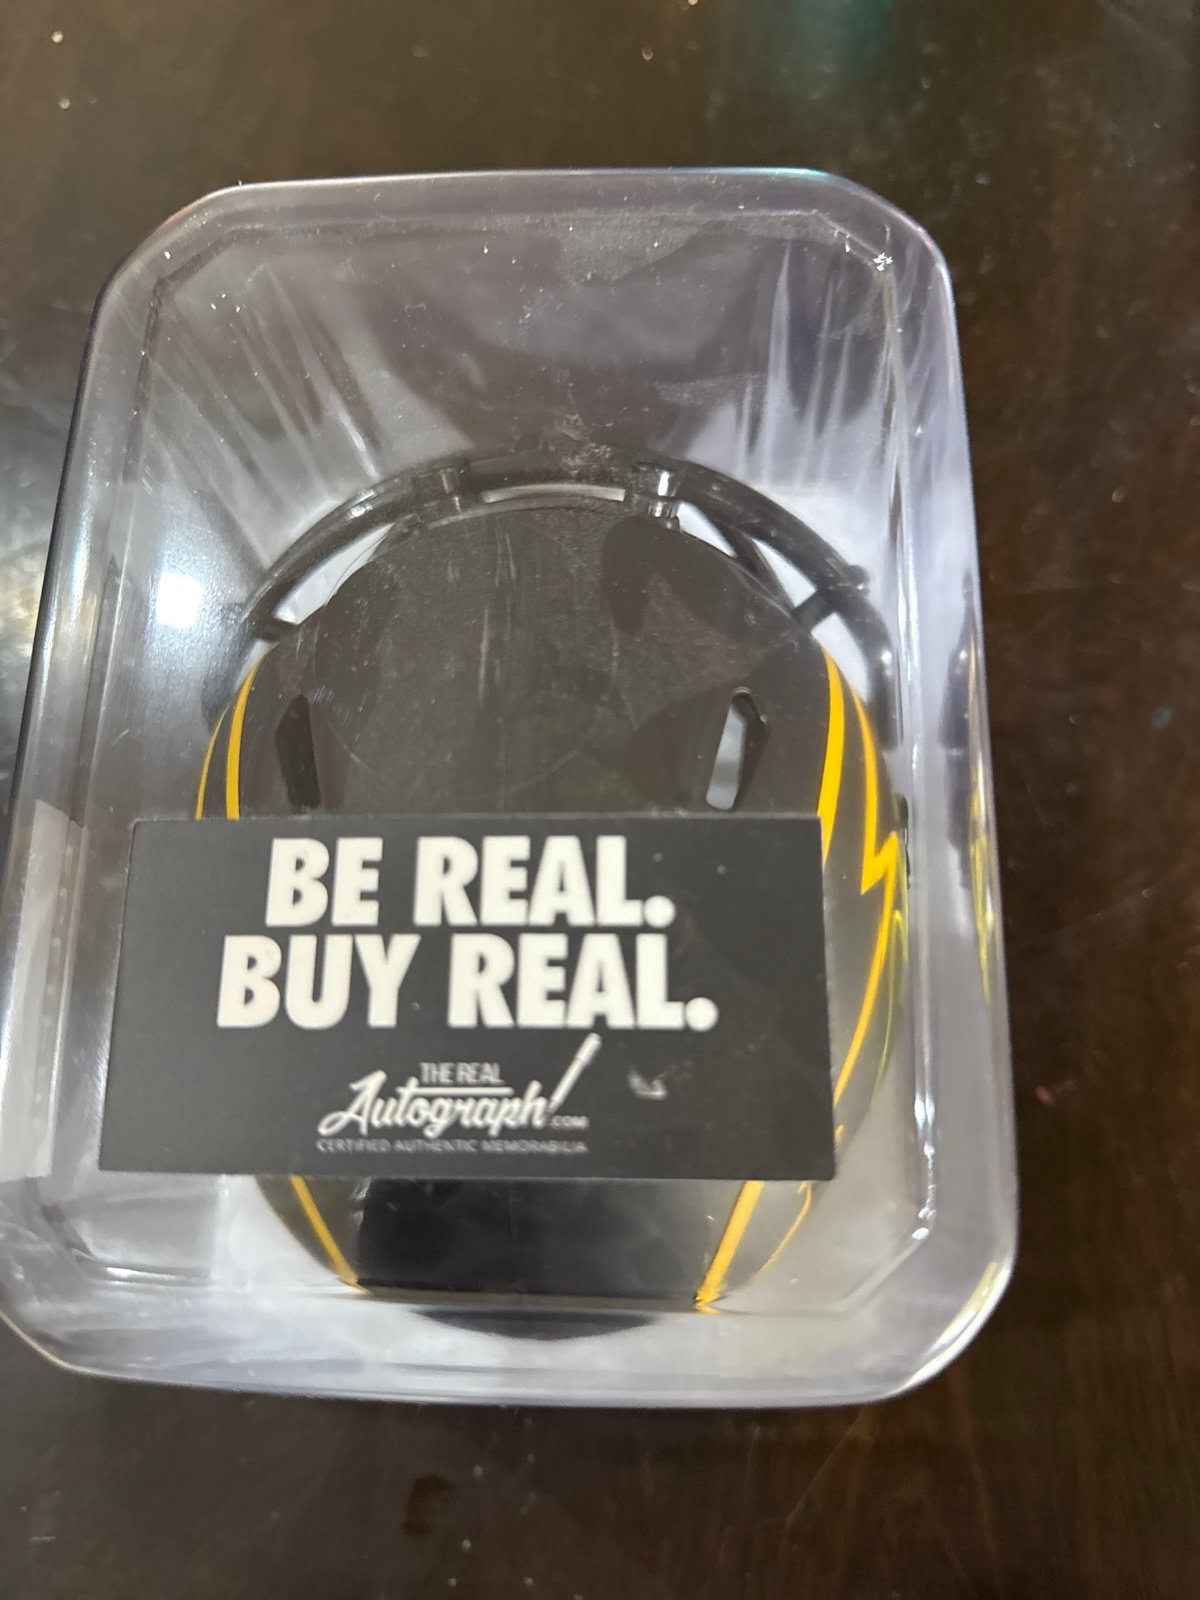 BE REAL.
BUY REAL.
THE REAL
Autograph
.COM
CERTIFIED AUTHENTIC MEMORABILIA